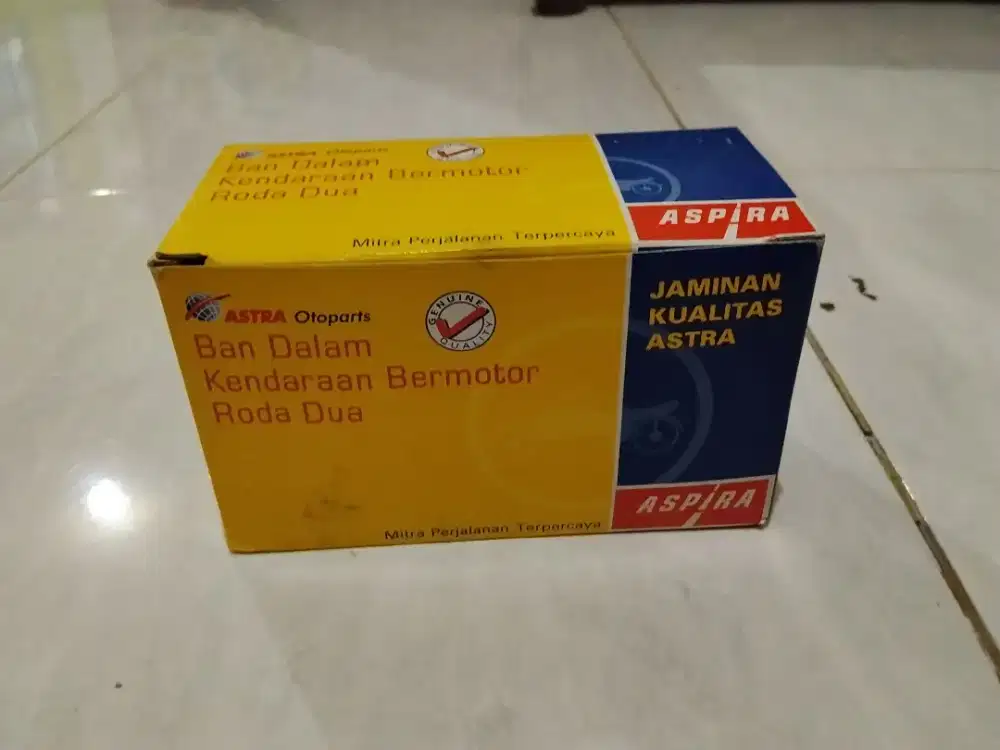 ASTRA Otoparts
Ban Dalam
Kendaraan Bermotor
Roda Dua
Mitra Perjalanan Terpercaya
ASPIRA
ASTRA Otoparts
GENUINE
QUALITY
Ban Dalam
Kendaraan Bermotor
Roda Dua
Mitra Perjalanan Terpercaya
JAMINAN
KUALITAS
ASTRA
ASPIRA